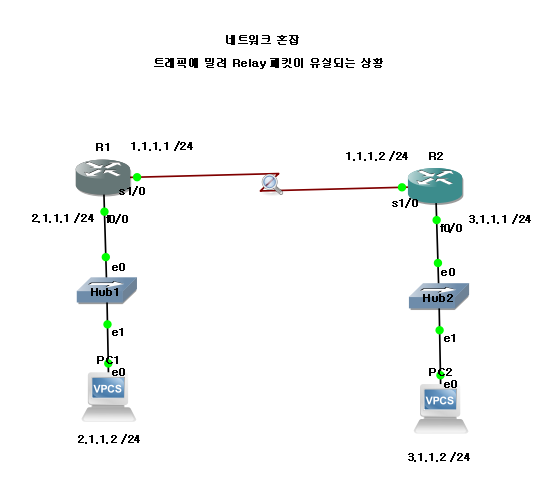 네트워크 혼잡
트래픽에 밀려 Relay 패킷이 유실되는 상황
R1
1.1.1.1 /24
1.1.1.2 /24
R2
s1/0
s1/0
2.1.1.1 /24
f0/0
f0/0
3.1.1.1 /24
e0
e0
Hub1
Hub2
e1
e1
PC1
e0
PC2
e0
VPCS
VPCS
2.1.1.2 /24
3.1.1.2 /24